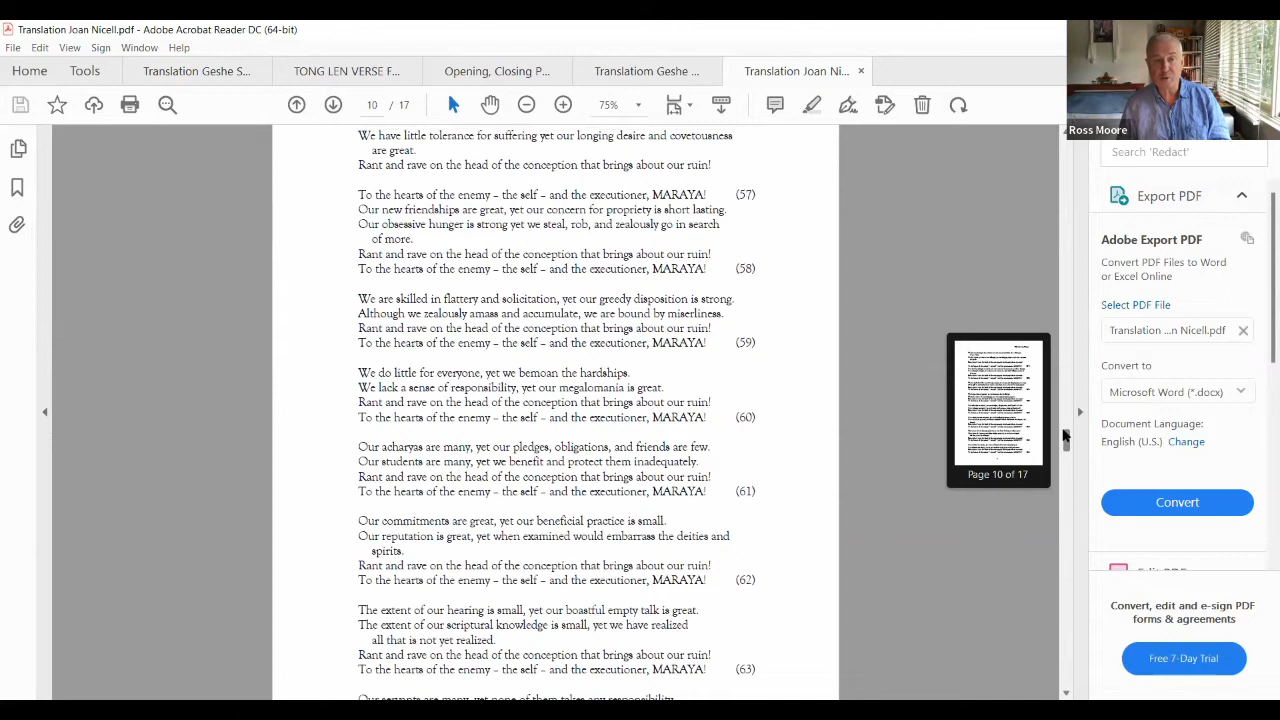 Translation Joan Nicell.pdf - Adobe Acrobat Reader DC (64-bit)
File Edit View Sign Window Help
Home Tools Translation Geshe S... TONG LEN VERSE F... Opening, Closing P... Translatiom Geshe ... Translation Joan Ni... ×
10 / 17 75%
Ross Moore
We have little tolerance for suffering yet our longing desire and covetousness
are great.
Rant and rave on the head of the conception that brings about our ruin!
To the hearts of the enemy – the self – and the executioner, MARAYA! (57)
Our new friendships are great, yet our concern for propriety is short lasting.
Our obsessive hunger is strong yet we steal, rob, and zealously go in search
of more.
Rant and rave on the head of the conception that brings about our ruin!
To the hearts of the enemy – the self – and the executioner, MARAYA! (58)
We are skilled in flattery and solicitation, yet our greedy disposition is strong.
Although we zealously amass and accumulate, we are bound by miserliness.
Rant and rave on the head of the conception that brings about our ruin!
To the hearts of the enemy – the self – and the executioner, MARAYA! (59)
We do little for everyone, yet we bemoan the hardships.
We lack a sense of responsibility, yet our megalomania is great.
Rant and rave on the head of the conception that brings about our ruin!
To the hearts of the enemy – the self – and the executioner, MARAYA! (60)
Our acharyas are many, yet our pledges, obligations, and friends are few.
Our students are many, yet we benefit and protect them inadequately.
Rant and rave on the head of the conception that brings about our ruin!
To the hearts of the enemy – the self – and the executioner, MARAYA! (61)
Our commitments are great, yet our beneficial practice is small.
Our reputation is great, yet when examined would embarrass the deities and
spirits.
Rant and rave on the head of the conception that brings about our ruin!
To the hearts of the enemy – the self – and the executioner, MARAYA! (62)
The extent of our hearing is small, yet our boastful empty talk is great.
The extent of our scriptural knowledge is small, yet we have realized
all that is not yet realized.
Rant and rave on the head of the conception that brings about our ruin!
To the hearts of the enemy – the self – and the executioner, MARAYA! (63)
Our servants are many, yet none of them takes any responsibility.
Page 10 of 17
Search 'Redact'
Export PDF
Adobe Export PDF
Convert PDF Files to Word
or Excel Online
Select PDF File
Translation ...n Nicell.pdf
Convert to
Microsoft Word (*.docx)
Document Language:
English (U.S.) Change
Convert
Edit PDF
Convert, edit and e-sign PDF
forms & agreements
Free 7-Day Trial